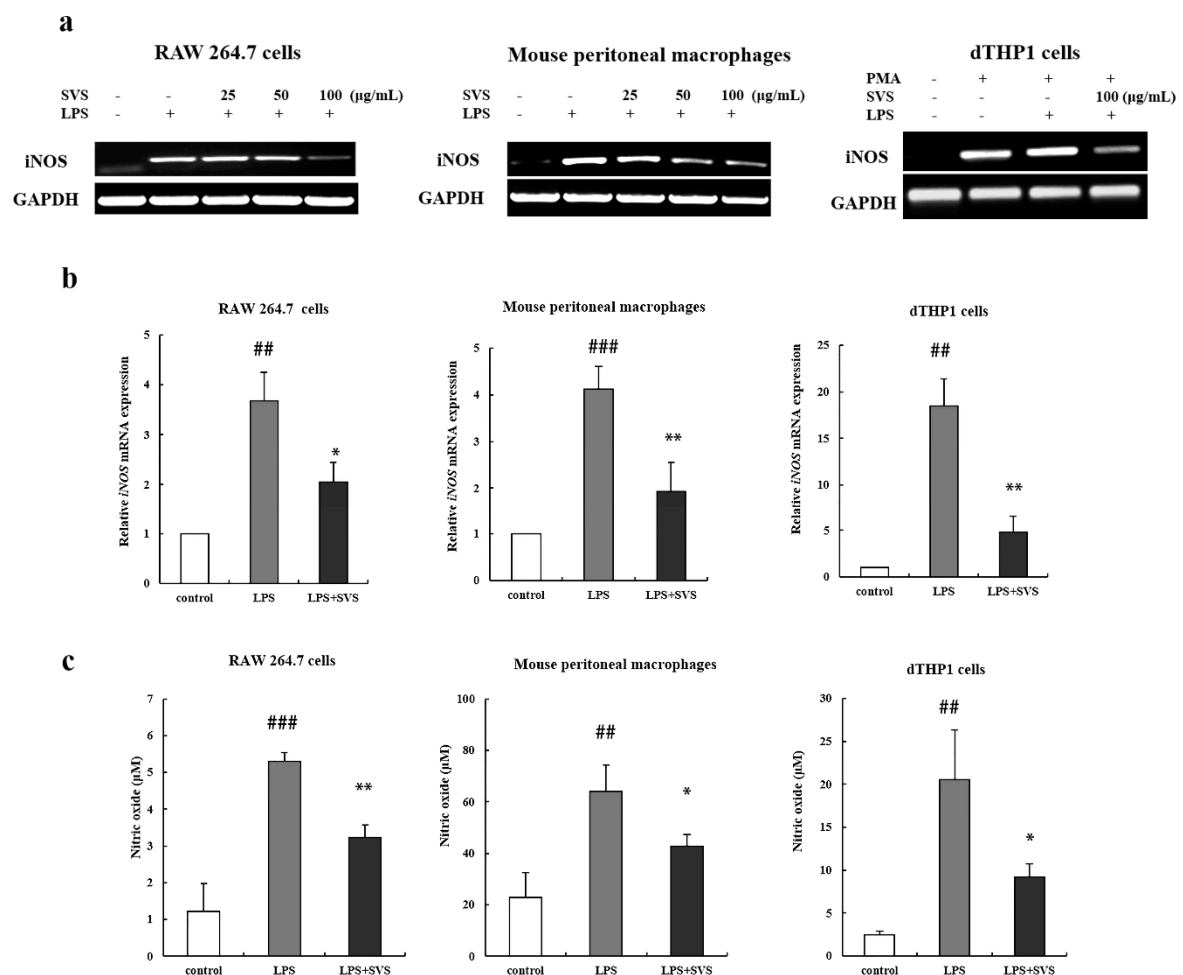 a
RAW 264.7 cells
SVS - - 25 50 100 (µg/mL)
LPS - + + + +
iNOS
GAPDH
Mouse peritoneal macrophages
SVS - - 25 50 100 (µg/mL)
LPS - + + + +
iNOS
GAPDH
dTHP1 cells
PMA - + + +
SVS 100 (µg/mL)
LPS + +
iNOS
GAPDH
b
RAW 264.7 cells
Relative iNOS mRNA expression
5
4
3
2
1
0
##
*
control LPS LPS+SVS
Mouse peritoneal macrophages
Relative iNOS mRNA expression
5
4
3
2
1
0
###
**
control LPS LPS+SVS
dTHP1 cells
Relative iNOS mRNA expression
25
20
15
10
5
0
##
**
control LPS LPS+SVS
c
RAW 264.7 cells
Nitric oxide (µM)
7
6
5
4
3
2
1
0
###
**
control LPS LPS+SVS
Mouse peritoneal macrophages
Nitric oxide (µM)
100
80
60
40
20
0
##
*
control LPS LPS+SVS
dTHP1 cells
Nitric oxide (µM)
30
25
20
15
10
5
0
##
*
control LPS LPS+SVS